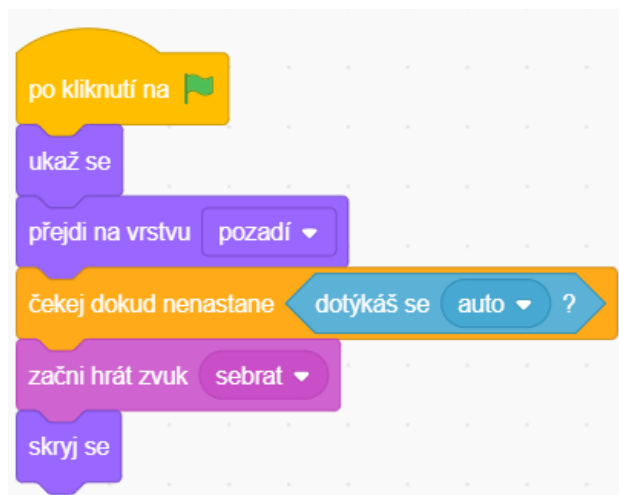 po kliknutí na
ukaž se
přejdi na vrstvu pozadí
čekej dokud nenastane dotýkáš se auto ?
začni hrát zvuk sebrat
skryj se